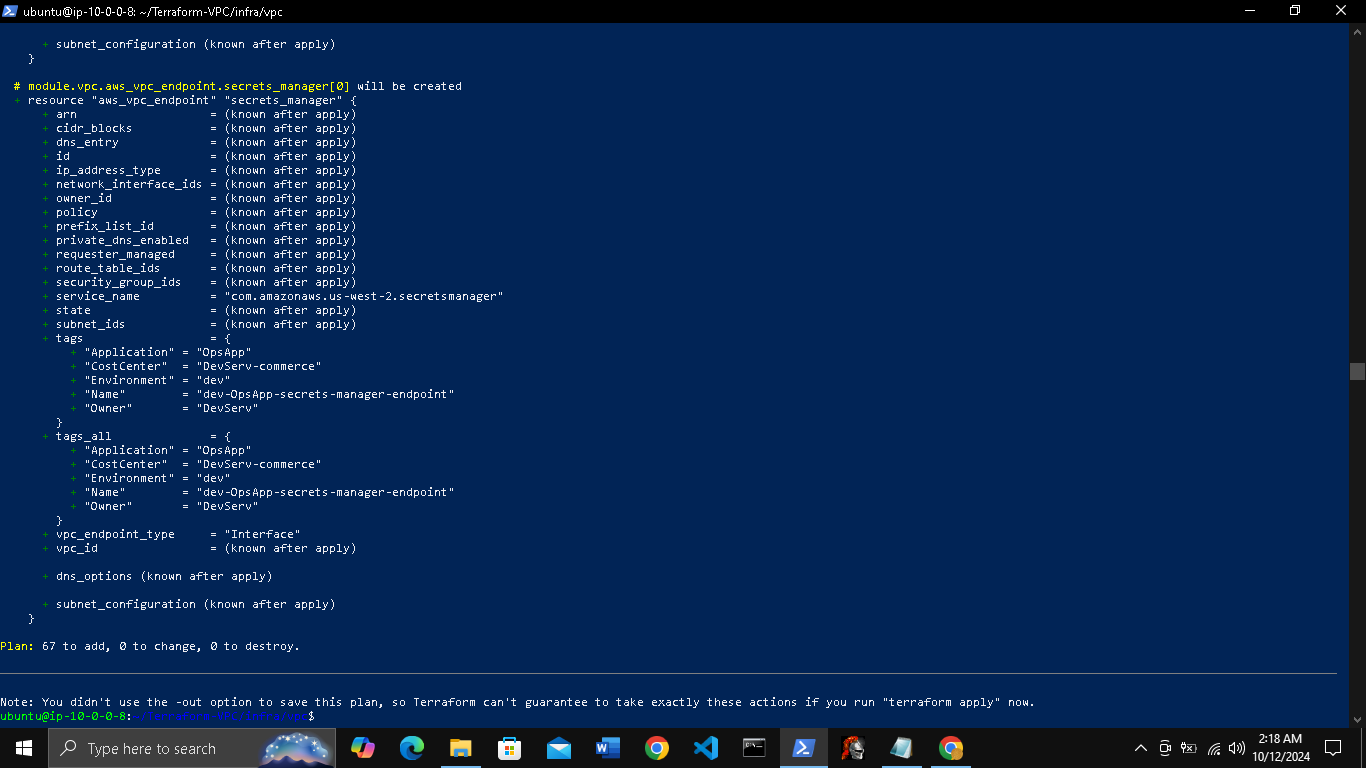 ubuntu@ip-10-0-0-8: ~/Terraform-VPC/infra/vpc
+ subnet_configuration (known after apply)
}
# module.vpc.aws_vpc_endpoint.secrets_manager[0] will be created
+ resource "aws_vpc_endpoint" "secrets_manager" {
+ arn = (known after apply)
+ cidr_blocks = (known after apply)
+ dns_entry = (known after apply)
+ id = (known after apply)
+ ip_address_type = (known after apply)
+ network_interface_ids = (known after apply)
+ owner_id = (known after apply)
+ policy = (known after apply)
+ prefix_list_id = (known after apply)
+ private_dns_enabled = (known after apply)
+ requester_managed = (known after apply)
+ route_table_ids = (known after apply)
+ security_group_ids = (known after apply)
+ service_name = "com.amazonaws.us-west-2.secretsmanager"
+ state = (known after apply)
+ subnet_ids = (known after apply)
+ tags = {
+ "Application" = "OpsApp"
+ "CostCenter" = "DevServ-commerce"
+ "Environment" = "dev"
+ "Name" = "dev-OpsApp-secrets-manager-endpoint"
+ "Owner" = "DevServ"
}
+ tags_all = {
+ "Application" = "OpsApp"
+ "CostCenter" = "DevServ-commerce"
+ "Environment" = "dev"
+ "Name" = "dev-OpsApp-secrets-manager-endpoint"
+ "Owner" = "DevServ"
}
+ vpc_endpoint_type = "Interface"
+ vpc_id = (known after apply)
+ dns_options (known after apply)
+ subnet_configuration (known after apply)
}
Plan: 67 to add, 0 to change, 0 to destroy.
Note: You didn't use the -out option to save this plan, so Terraform can't guarantee to take exactly these actions if you run "terraform apply" now.
ubuntu@ip-10-0-0-8:~/Terraform-VPC/infra/vpc$
Type here to search
2:18 AM
10/12/2024